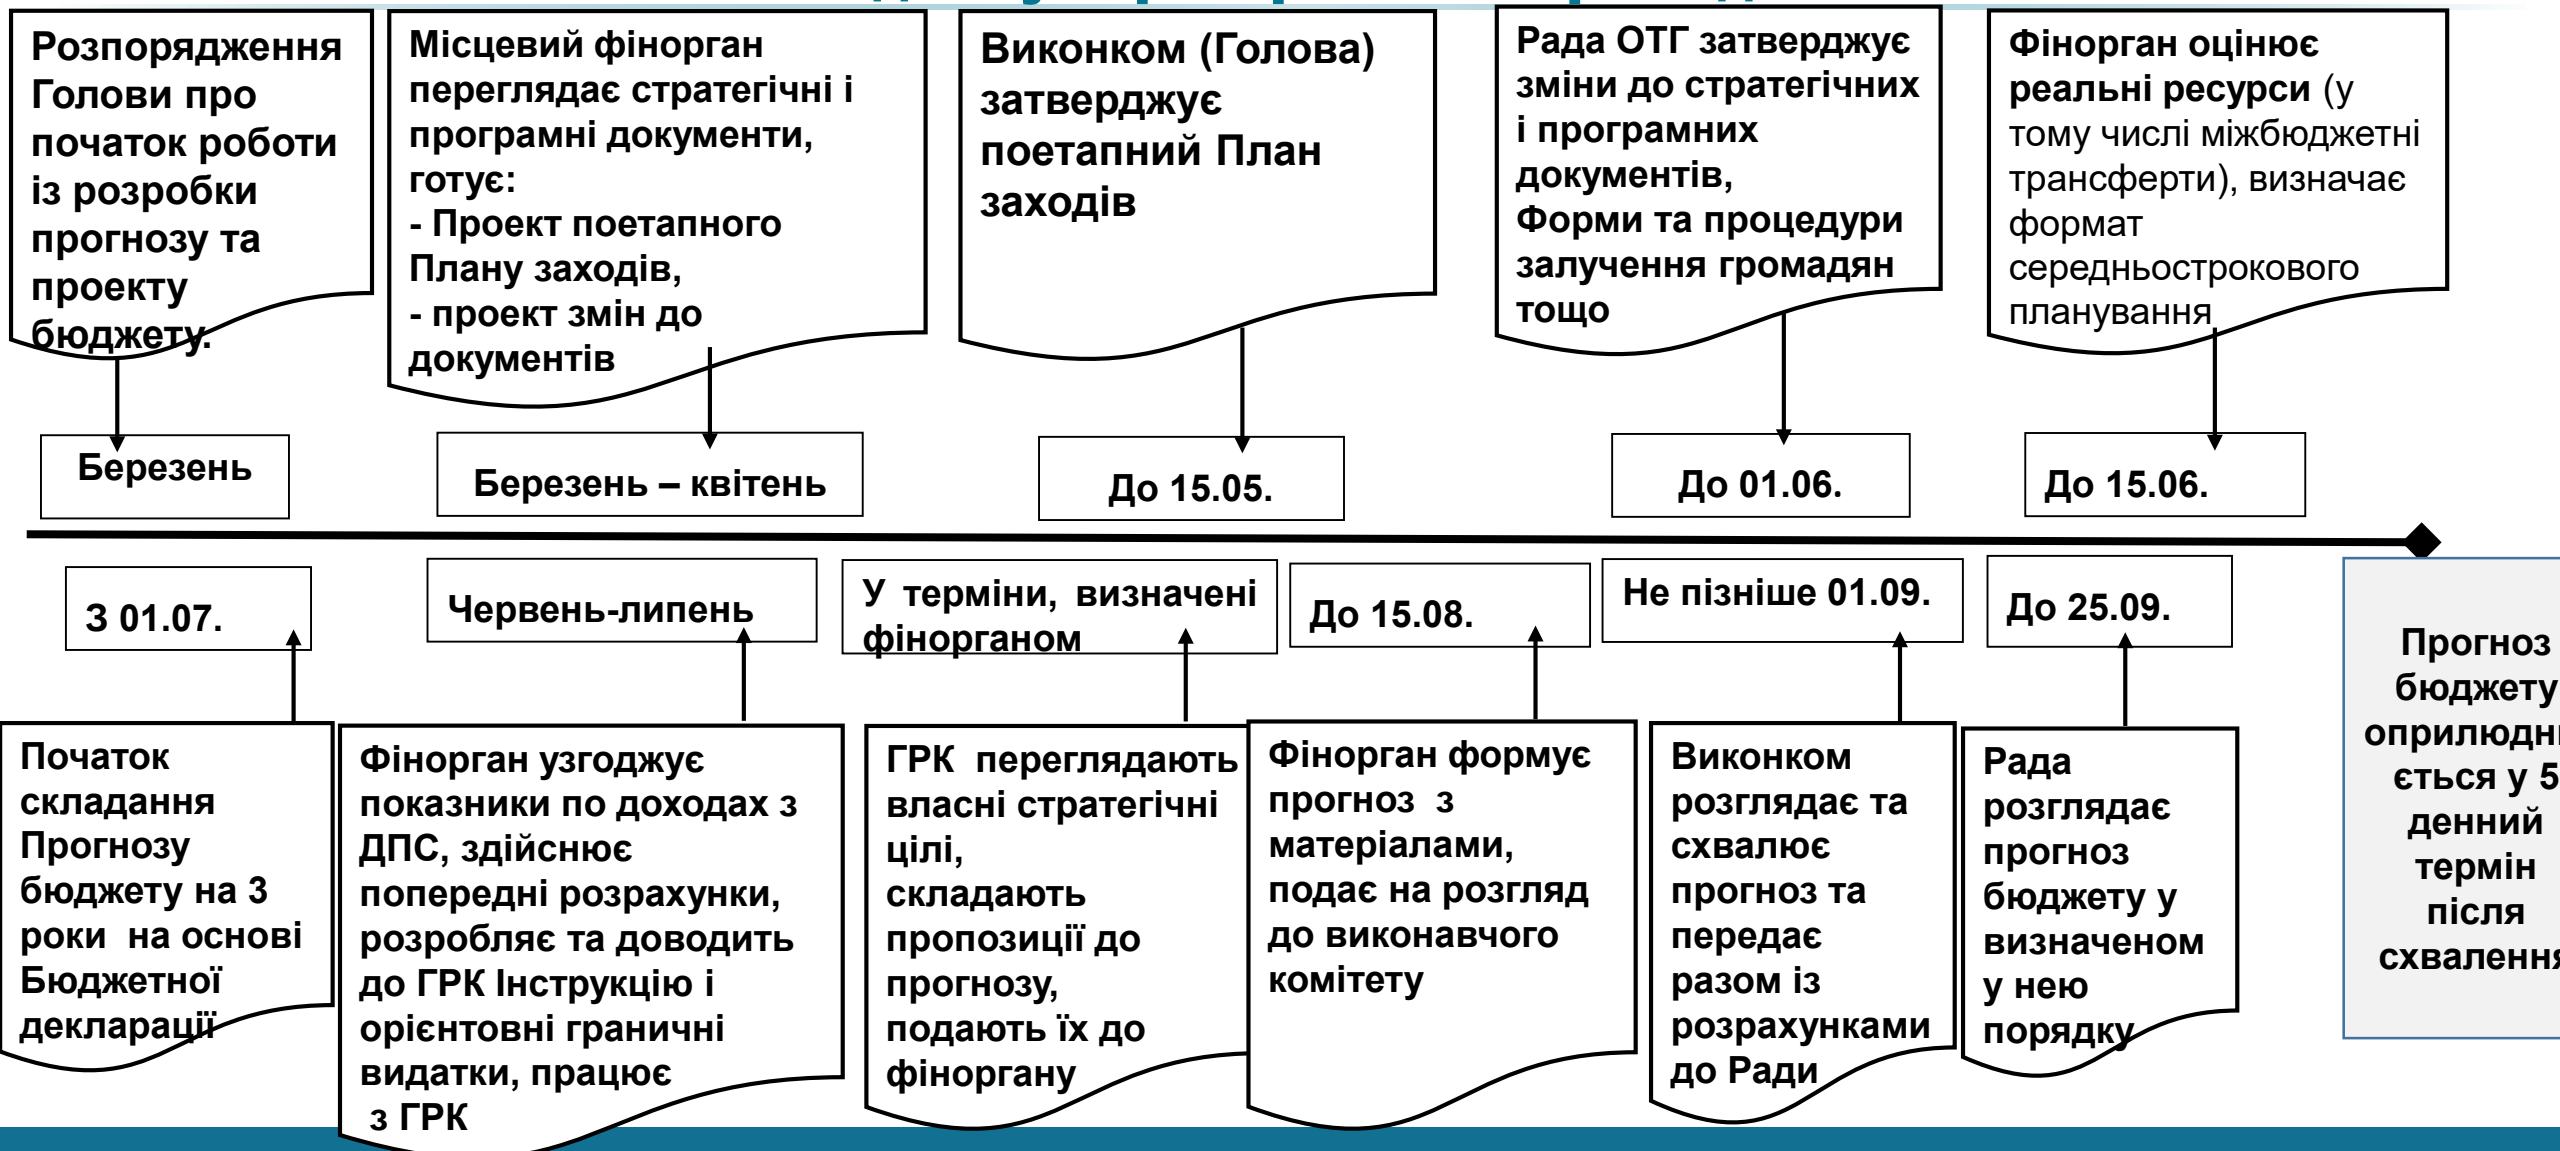 Розпорядження
Голови про
початок роботи
із розробки
прогнозу та
проекту
бюджету.
Місцевий фінорган
переглядає стратегічні і
програмні документи,
готує:
- Проект поетапного
Плану заходів,
- проект змін до
документів
Виконком (Голова)
затверджує
поетапний План
заходів
Рада ОТГ затверджує
зміни до стратегічних
і програмних
документів,
Форми та процедури
залучення громадян
тощо
Фінорган оцінює
реальні ресурси (у
тому числі міжбюджетні
трансферти), визначає
формат
середньострокового
планування
Березень
Березень – квітень
До 15.05.
До 01.06.
До 15.06.
З 01.07.
Червень-липень
У терміни, визначені
фінорганом
До 15.08.
Не пізніше 01.09.
До 25.09.
Початок
складання
Прогнозу
бюджету на 3
роки на основі
Бюджетної
декларації
Фінорган узгоджує
показники по доходах з
ДПС, здійснює
попередні розрахунки,
розробляє та доводить
до ГРК Інструкцію і
орієнтовні граничні
видатки, працює
з ГРК
ГРК переглядають
власні стратегічні
цілі,
складають
пропозиції до
прогнозу,
подають їх до
фіноргану
Фінорган формує
прогноз з
матеріалами,
подає на розгляд
до виконавчого
комітету
Виконком
розглядає та
схвалює
прогноз та
передає
разом із
розрахунками
до Ради
Рада
розглядає
прогноз
бюджету у
визначеном
у нею
порядку
Прогноз
бюджету
оприлюдн
ється у 5
денний
термін
після
схвалення